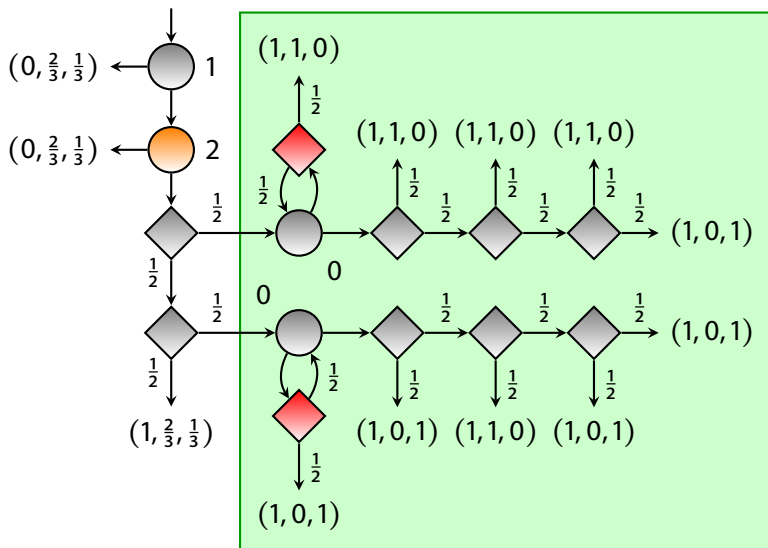 (1, 1, 0)
(0, 2/3, 1/3) 1
1/2
(0, 2/3, 1/3) 2
(1, 1, 0) (1, 1, 0) (1, 1, 0)
1/2 1/2 1/2 1/2
1/2 1/2 1/2 1/2
(1, 0, 1)
0
1/2
0
1/2 1/2 1/2 1/2
(1, 0, 1)
1/2 1/2 1/2 1/2 1/2
(1, 2/3, 1/3) (1, 0, 1) (1, 1, 0) (1, 0, 1)
1/2
(1, 0, 1)